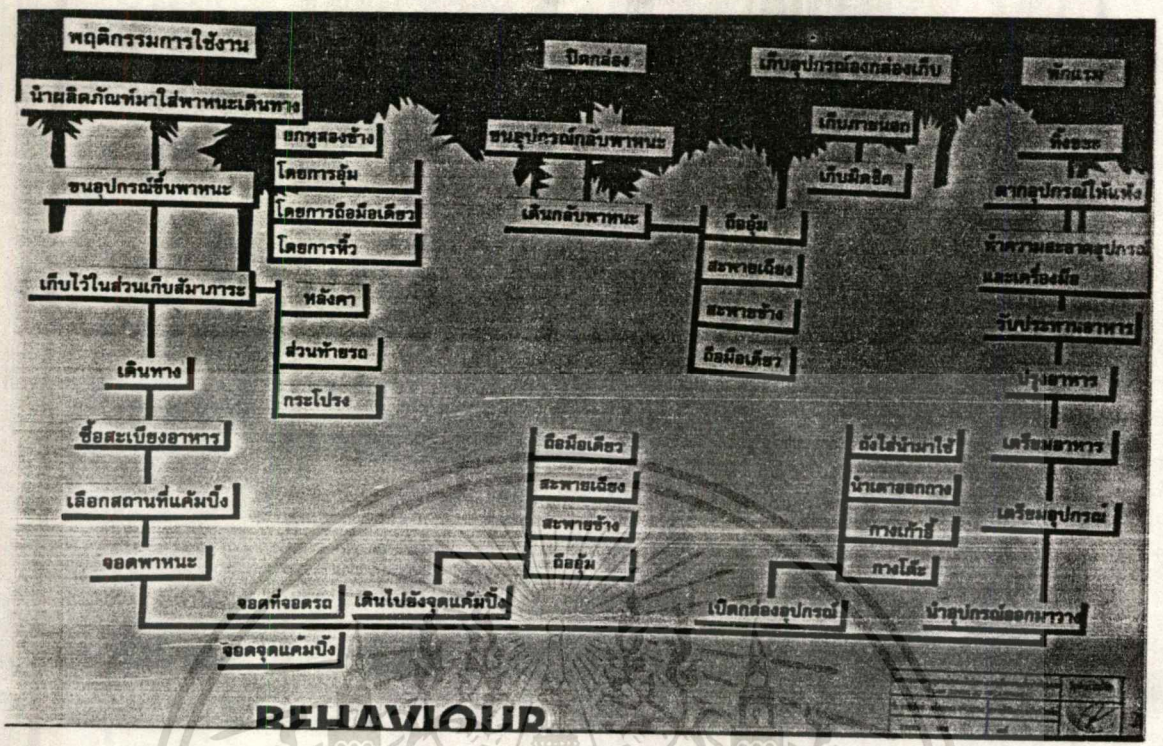 พฤติกรรมการใช้งาน
นำผลิตภัณฑ์มาใส่พาหนะเดินทาง
ขนอุปกรณ์ขึ้นพาหนะ
ยกหูสองข้าง
โดยการอุ้ม
โดยการถือมือเดียว
โดยการหิ้ว
เก็บไว้ในส่วนเก็บสัมาภาระ
หลังคา
ส่วนท้ายรถ
กระโปรง
เดินทาง
ซื้อสะเบียงอาหาร
เลือกสถานที่แค้มปิ้ง
จอดพาหนะ
จอดที่จอดรถ
จอดจุดแคมปิ้ง
เดินไปยังจุดแค้มปิ้ง
ถือมือเดียว
สะพายเฉียง
สะพายข้าง
ถืออุ้ม
เปิดกล่องอุปกรณ์
ถังใส่น้ำมาใช้
นำเตาออกกาง
กางเก้าอี้
กางโต๊ะ
นำอุปกรณ์ออกมาวาง
เตรียมอุปกรณ์
เตรียมอาหาร
ปรุงอาหาร
รับประทานอาหาร
ทำความสะอาดอุปกรณ์
และเครื่องมือ
ตากอุปกรณ์ให้แห้ง
ทิ้งขยะ
พักแรม
เก็บอุปกรณ์ลงกล่องเก็บ
เก็บภายนอก
เก็บมิดชิด
ปิดกล่อง
ขนอุปกรณ์กลับพาหนะ
เดินกลับพาหนะ
ถืออุ้ม
สะพายเฉียง
สะพายข้าง
ถือมือเดียว
BEHAVIOUR